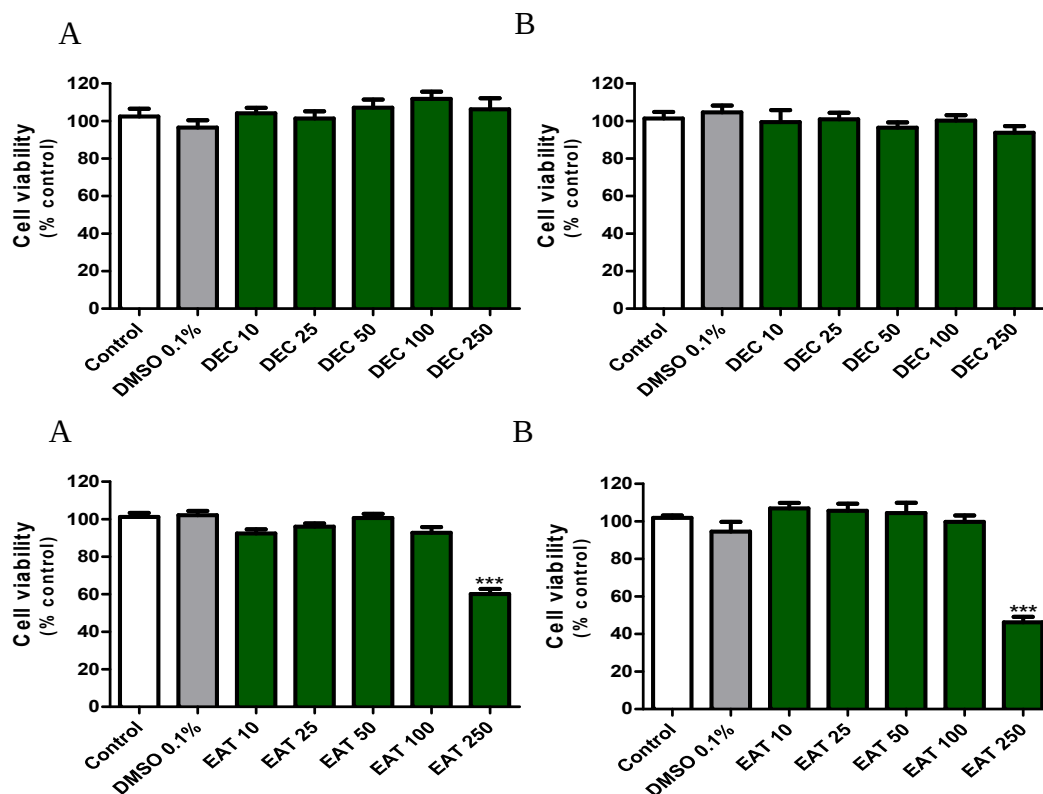 A
B
Cell viability
(% control)
120
100
80
60
40
20
0
Control
DMSO 0.1%
DEC 10
DEC 25
DEC 50
DEC 100
DEC 250
Cell viability
(% control)
120
100
80
60
40
20
0
Control
DMSO 0.1%
DEC 10
DEC 25
DEC 50
DEC 100
DEC 250
A
B
Cell viability
(% control)
120
100
80
60
40
20
0
***
Control
DMSO 0.1%
EAT 10
EAT 25
EAT 50
EAT 100
EAT 250
Cell viability
(% control)
120
100
80
60
40
20
0
***
Control
DMSO 0.1%
EAT 10
EAT 25
EAT 50
EAT 100
EAT 250